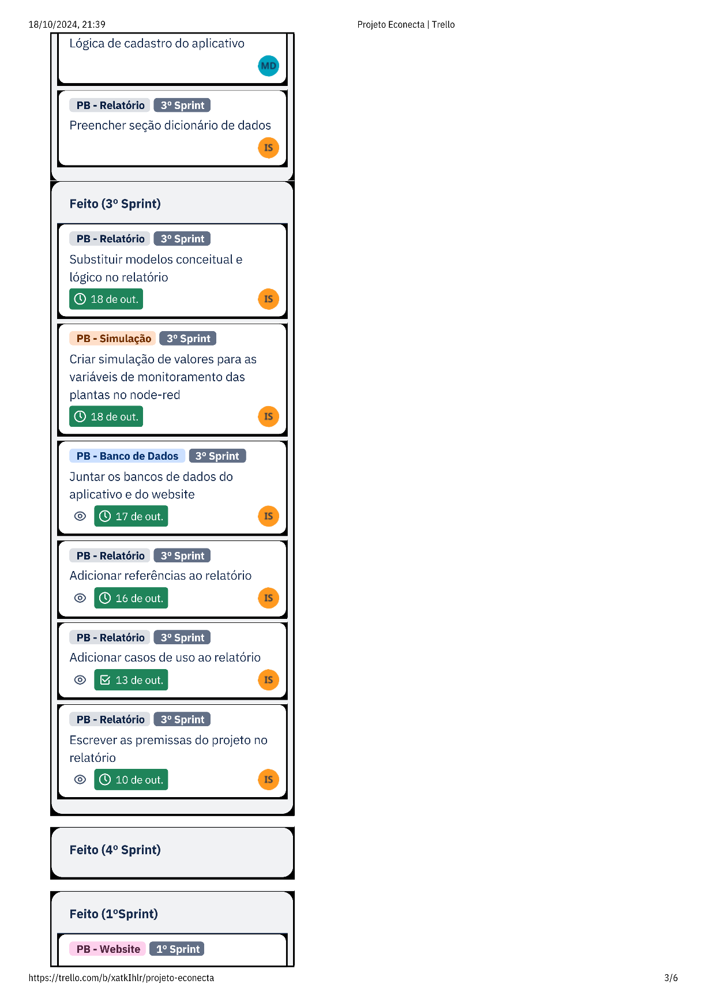 18/10/2024, 21:39 Projeto Econecta | Trello
Lógica de cadastro do aplicativo
MD
PB - Relatório 3º Sprint
Preencher seção dicionário de dados
IS
Feito (3º Sprint)
PB - Relatório 3º Sprint
Substituir modelos conceitual e
lógico no relatório
18 de out. IS
PB - Simulação 3º Sprint
Criar simulação de valores para as
variáveis de monitoramento das
plantas no node-red
18 de out. IS
PB - Banco de Dados 3º Sprint
Juntar os bancos de dados do
aplicativo e do website
17 de out. IS
PB - Relatório 3º Sprint
Adicionar referências ao relatório
16 de out. IS
PB - Relatório 3º Sprint
Adicionar casos de uso ao relatório
13 de out. IS
PB - Relatório 3º Sprint
Escrever as premissas do projeto no
relatório
10 de out. IS
Feito (4º Sprint)
Feito (1ºSprint)
PB - Website 1º Sprint
https://trello.com/b/xatkIhlr/projeto-econecta 3/6